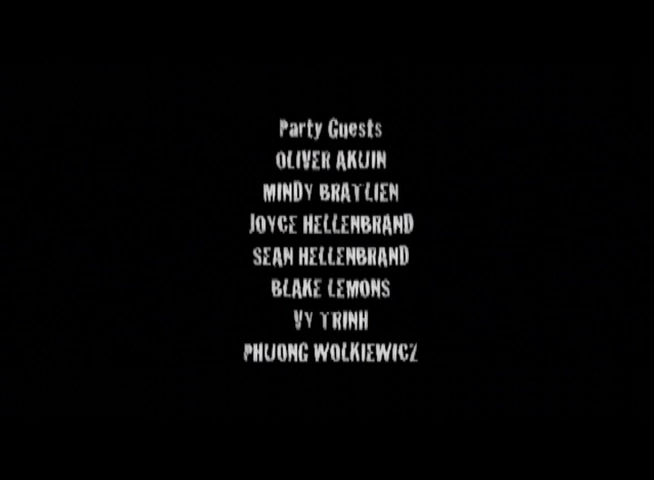 Party Guests
OLIVER AKUIN
MINDY BRATLIEN
JOYCE HELLENBRAND
SEAN HELLENBRAND
BLAKE LEMONS
VY TRINH
PHUONG WOLKIEWICZ